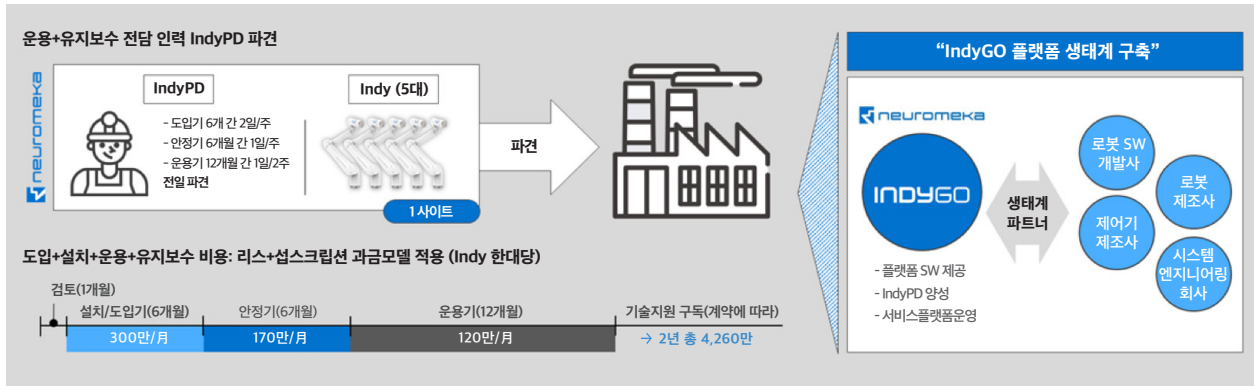 운용+유지보수 전담 인력 IndyPD 파견
neuromeka
IndyPD
- 도입기 6개 간 2일/주
- 안정기 6개월 간 1일/주
- 운용기 12개월 간 1일/2주
전일 파견
Indy (5대)
1 사이트
파견
도입+설치+운용+유지보수 비용: 리스+섭스크립션 과금모델 적용 (Indy 한대당)
검토(1개월)
설치/도입기(6개월)
안정기(6개월)
운용기(12개월)
기술지원 구독(계약에 따라)
300만/月
170만/月
120만/月
→ 2년 총 4,260만
“IndyGO 플랫폼 생태계 구축”
neuromeka
INDYGO
- 플랫폼 SW 제공
- IndyPD 양성
- 서비스플랫폼운영
생태계
파트너
로봇 SW
개발사
로봇
제조사
제어기
제조사
시스템
엔지니어링
회사